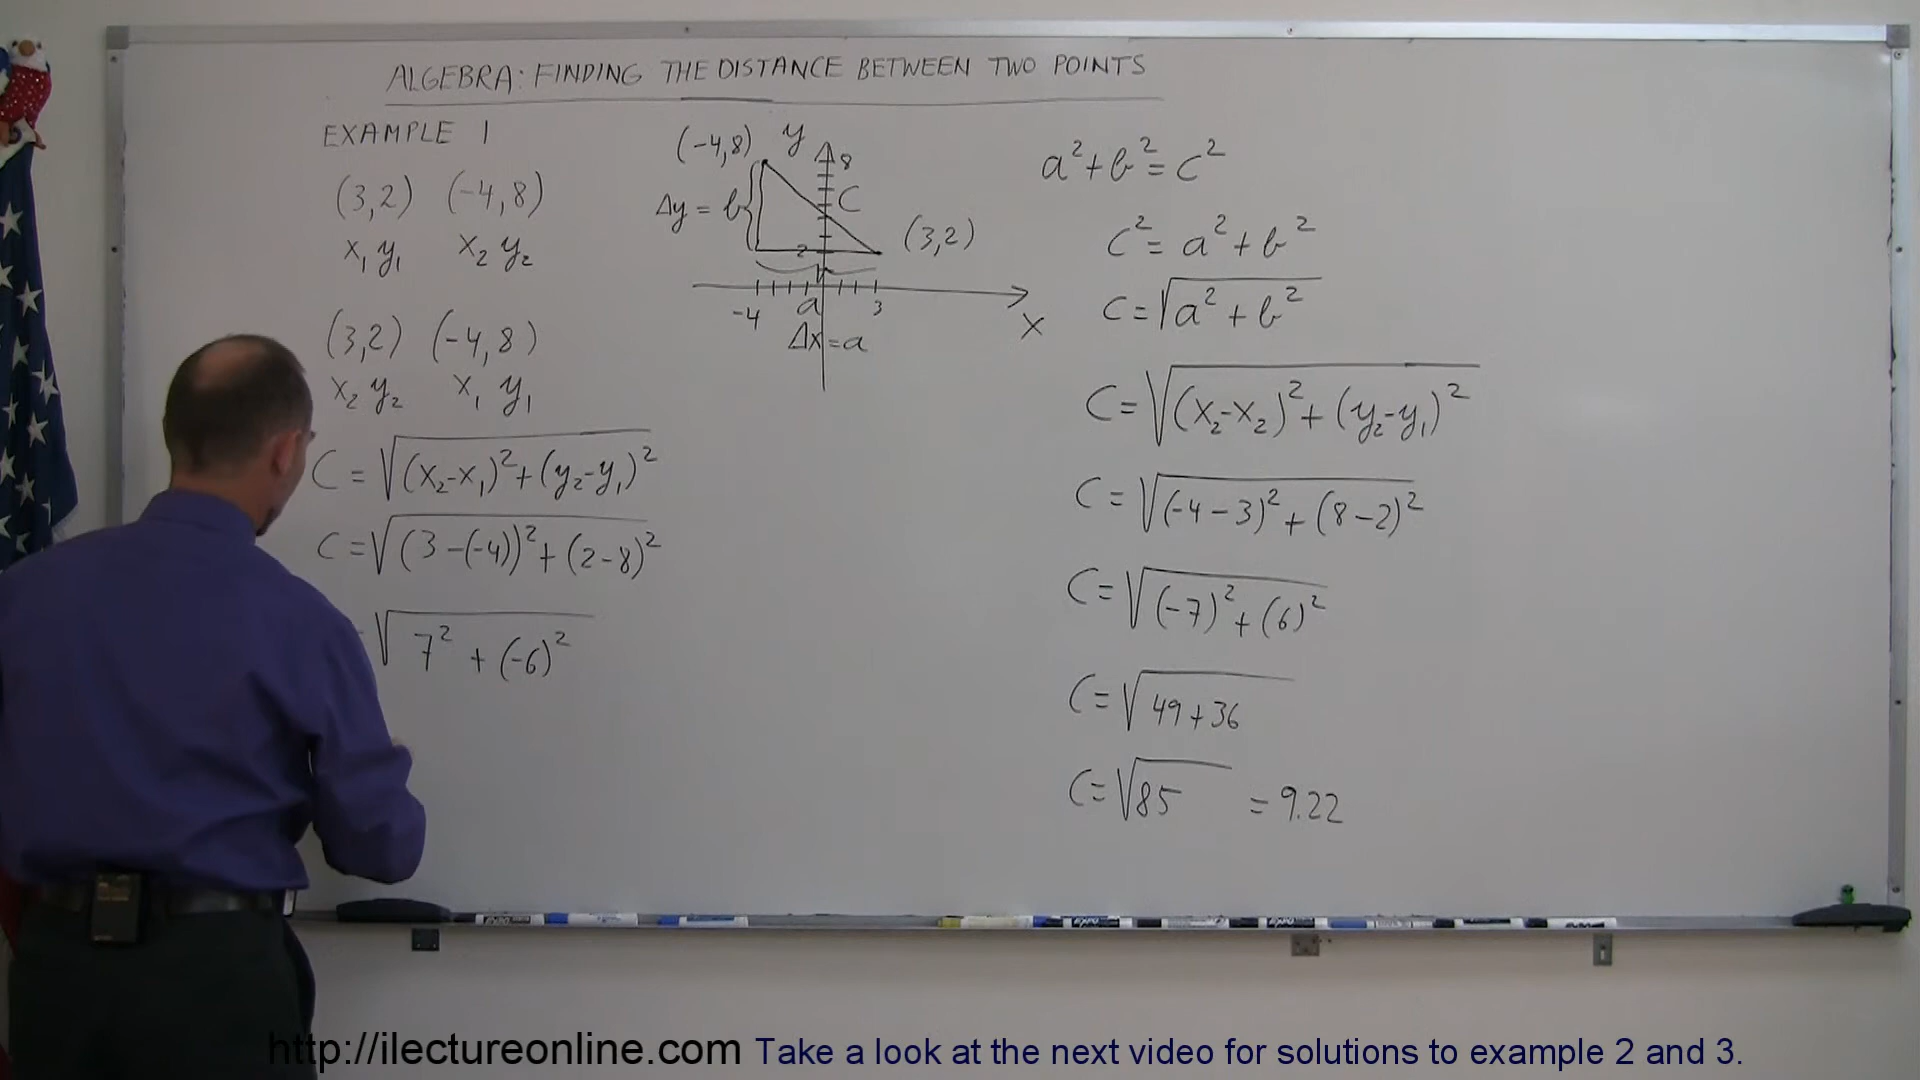 ALGEBRA: FINDING THE DISTANCE BETWEEN TWO POINTS
EXAMPLE 1
(3,2) (-4,8)
x₁ y₁ x₂ y₂
(3,2) (-4,8)
x₂ y₂ x₁ y₁
C = √(x₂-x₁)²+(y₂-y₁)²
C = √(3-(-4))²+(2-8)²
√7² + (-6)²
(-4,8) y
8
Δy = b C
(3,2)
2
-4 a 3
x
Δx = a
a²+b²=c²
C²= a²+b²
C=√a²+b²
C=√(x₂-x₂)²+(y₂-y₁)²
C=√(-4-3)²+(8-2)²
C=√(-7)²+(6)²
C=√49+36
C=√85 = 9.22
http://ilectureonline.com Take a look at the next video for solutions to example 2 and 3.